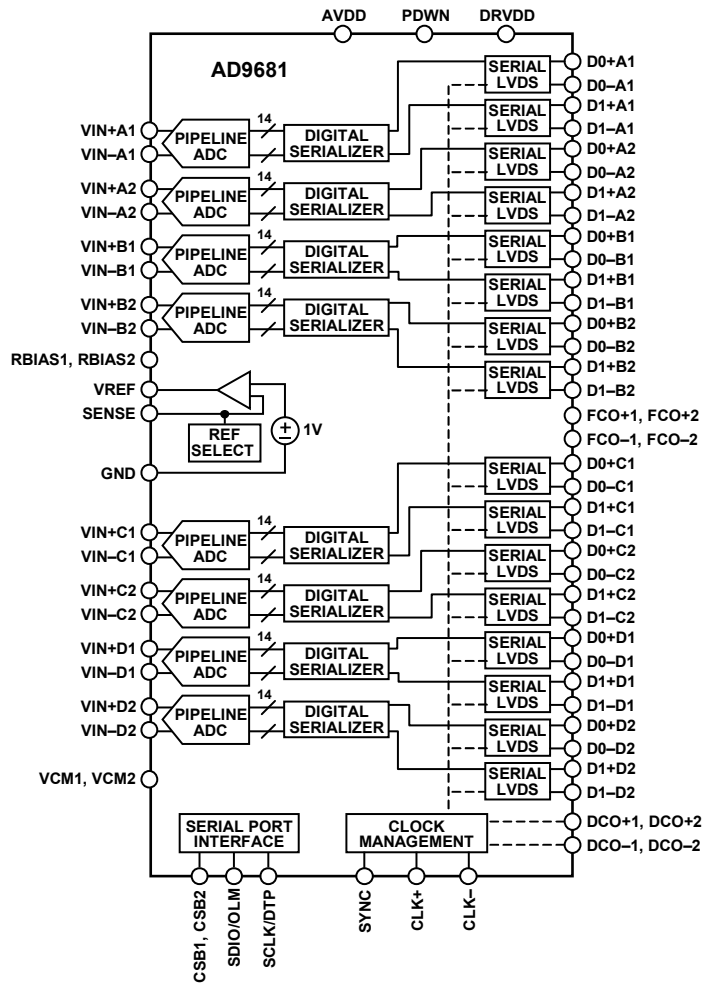 AVDD PDWN DRVDD
AD9681
VIN+A1
VIN–A1
VIN+A2
VIN–A2
VIN+B1
VIN–B1
VIN+B2
VIN–B2
RBIAS1, RBIAS2
VREF
SENSE
GND
VIN+C1
VIN–C1
VIN+C2
VIN–C2
VIN+D1
VIN–D1
VIN+D2
VIN–D2
VCM1, VCM2
PIPELINE
ADC
14
DIGITAL
SERIALIZER
PIPELINE
ADC
14
DIGITAL
SERIALIZER
PIPELINE
ADC
14
DIGITAL
SERIALIZER
PIPELINE
ADC
14
DIGITAL
SERIALIZER
REF
SELECT
1V
PIPELINE
ADC
14
DIGITAL
SERIALIZER
PIPELINE
ADC
14
DIGITAL
SERIALIZER
PIPELINE
ADC
14
DIGITAL
SERIALIZER
PIPELINE
ADC
14
DIGITAL
SERIALIZER
SERIAL
LVDS
SERIAL
LVDS
SERIAL
LVDS
SERIAL
LVDS
SERIAL
LVDS
SERIAL
LVDS
SERIAL
LVDS
SERIAL
LVDS
SERIAL
LVDS
SERIAL
LVDS
SERIAL
LVDS
SERIAL
LVDS
SERIAL
LVDS
SERIAL
LVDS
SERIAL
LVDS
SERIAL
LVDS
D0+A1
D0–A1
D1+A1
D1–A1
D0+A2
D0–A2
D1+A2
D1–A2
D0+B1
D0–B1
D1+B1
D1–B1
D0+B2
D0–B2
D1+B2
D1–B2
FCO+1, FCO+2
FCO–1, FCO–2
D0+C1
D0–C1
D1+C1
D1–C1
D0+C2
D0–C2
D1+C2
D1–C2
D0+D1
D0–D1
D1+D1
D1–D1
D0+D2
D0–D2
D1+D2
D1–D2
DCO+1, DCO+2
DCO–1, DCO–2
SERIAL PORT
INTERFACE
CLOCK
MANAGEMENT
CSB1, CSB2
SDIO/OLM
SCLK/DTP
SYNC
CLK+
CLK–